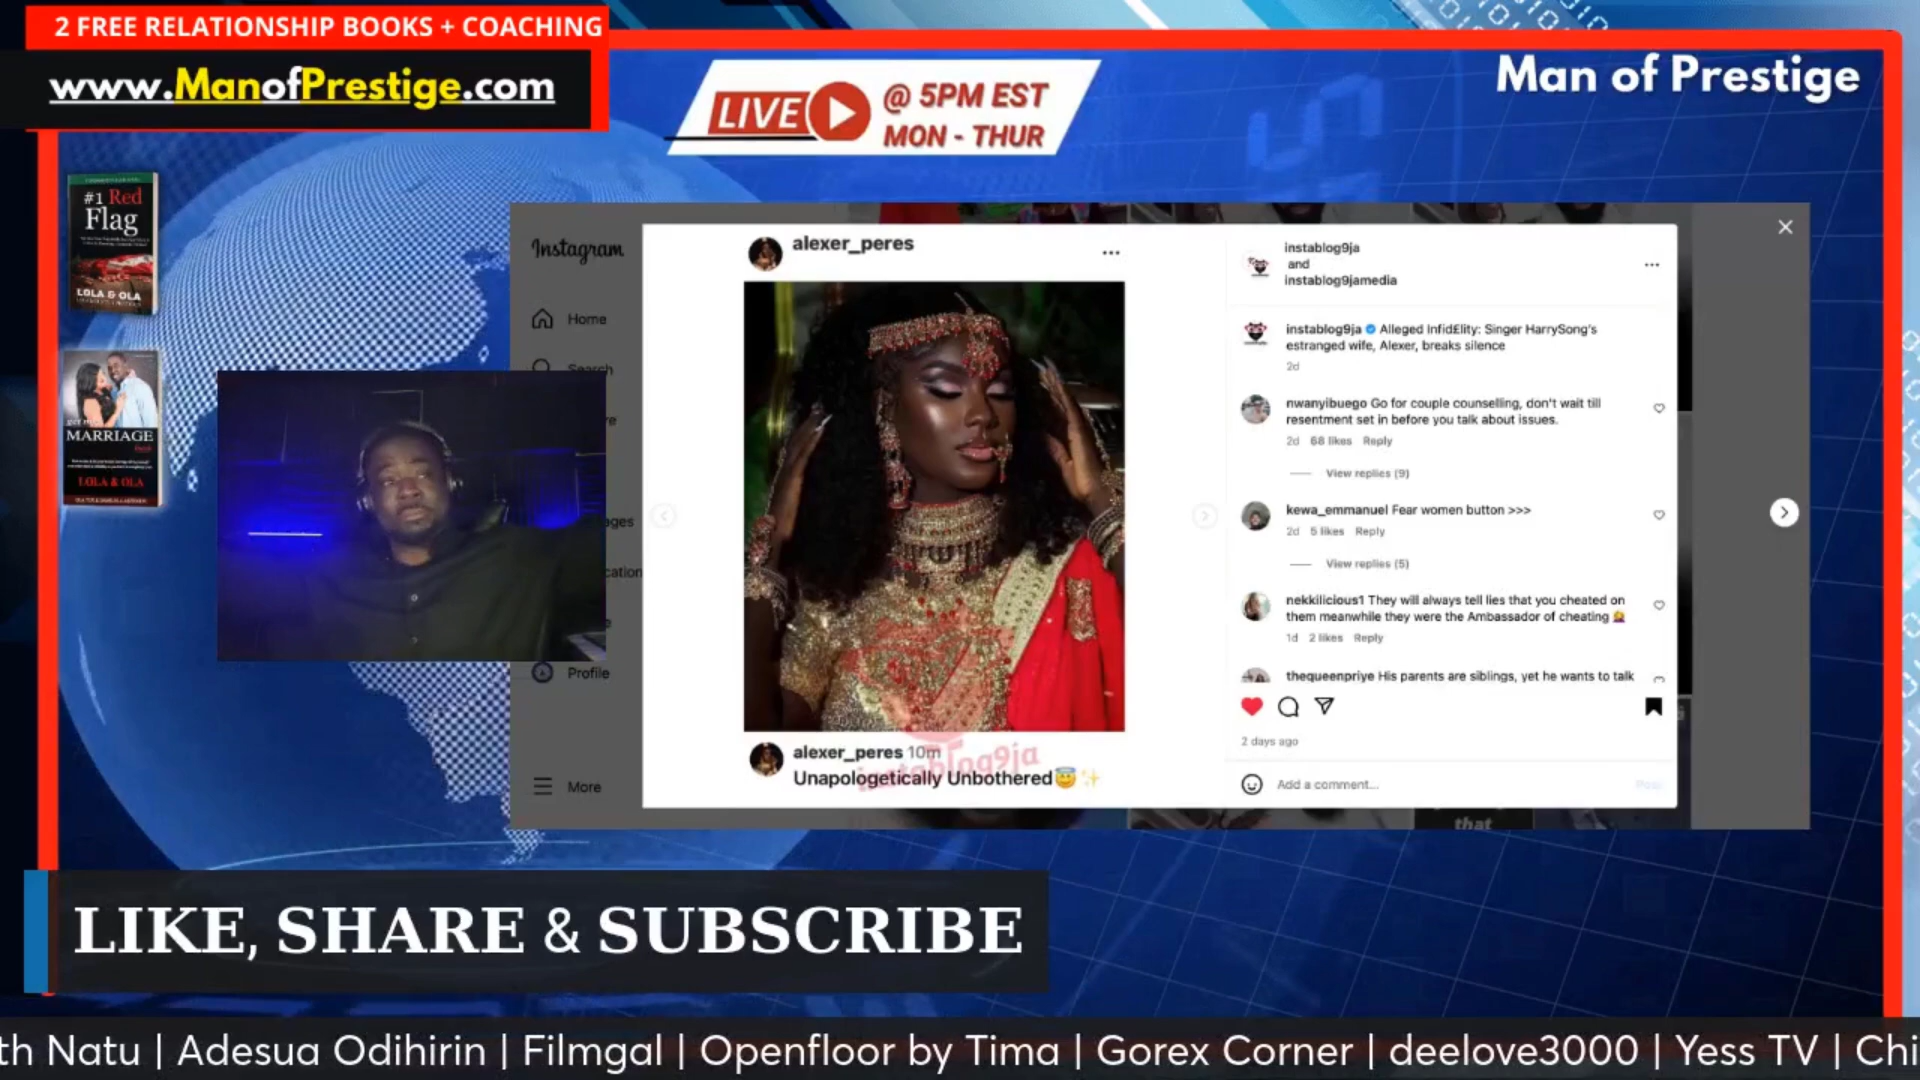 2 FREE RELATIONSHIP BOOKS + COACHING
www.ManofPrestige.com
LIVE
@ 5PM EST
MON - THUR
Man of Prestige
#1 Red
Flag
LOLA & OLA
MARRIAGE
LOLA & OLA
Instagram
Home
Search
Profile
More
alexer_peres
alexer_peres 10m
Unapologetically Unbothered😇✨
instablog9ja
instablog9ja
and
instablog9jamedia
instablog9ja Alleged Infid£lity: Singer HarrySong's
estranged wife, Alexer, breaks silence
2d
nwanyibuego Go for couple counselling, don't wait till
resentment set in before you talk about issues.
2d 68 likes Reply
View replies (9)
kewa_emmanuel Fear women button >>>
2d 5 likes Reply
View replies (5)
nekkilicious1 They will always tell lies that you cheated on
them meanwhile they were the Ambassador of cheating
1d 2 likes Reply
thequeenpriye His parents are siblings, yet he wants to talk
2 days ago
Add a comment...
Post
that
LIKE, SHARE & SUBSCRIBE
th Natu | Adesua Odihirin | Filmgal | Openfloor by Tima | Gorex Corner | deelove3000 | Yess TV | Chi